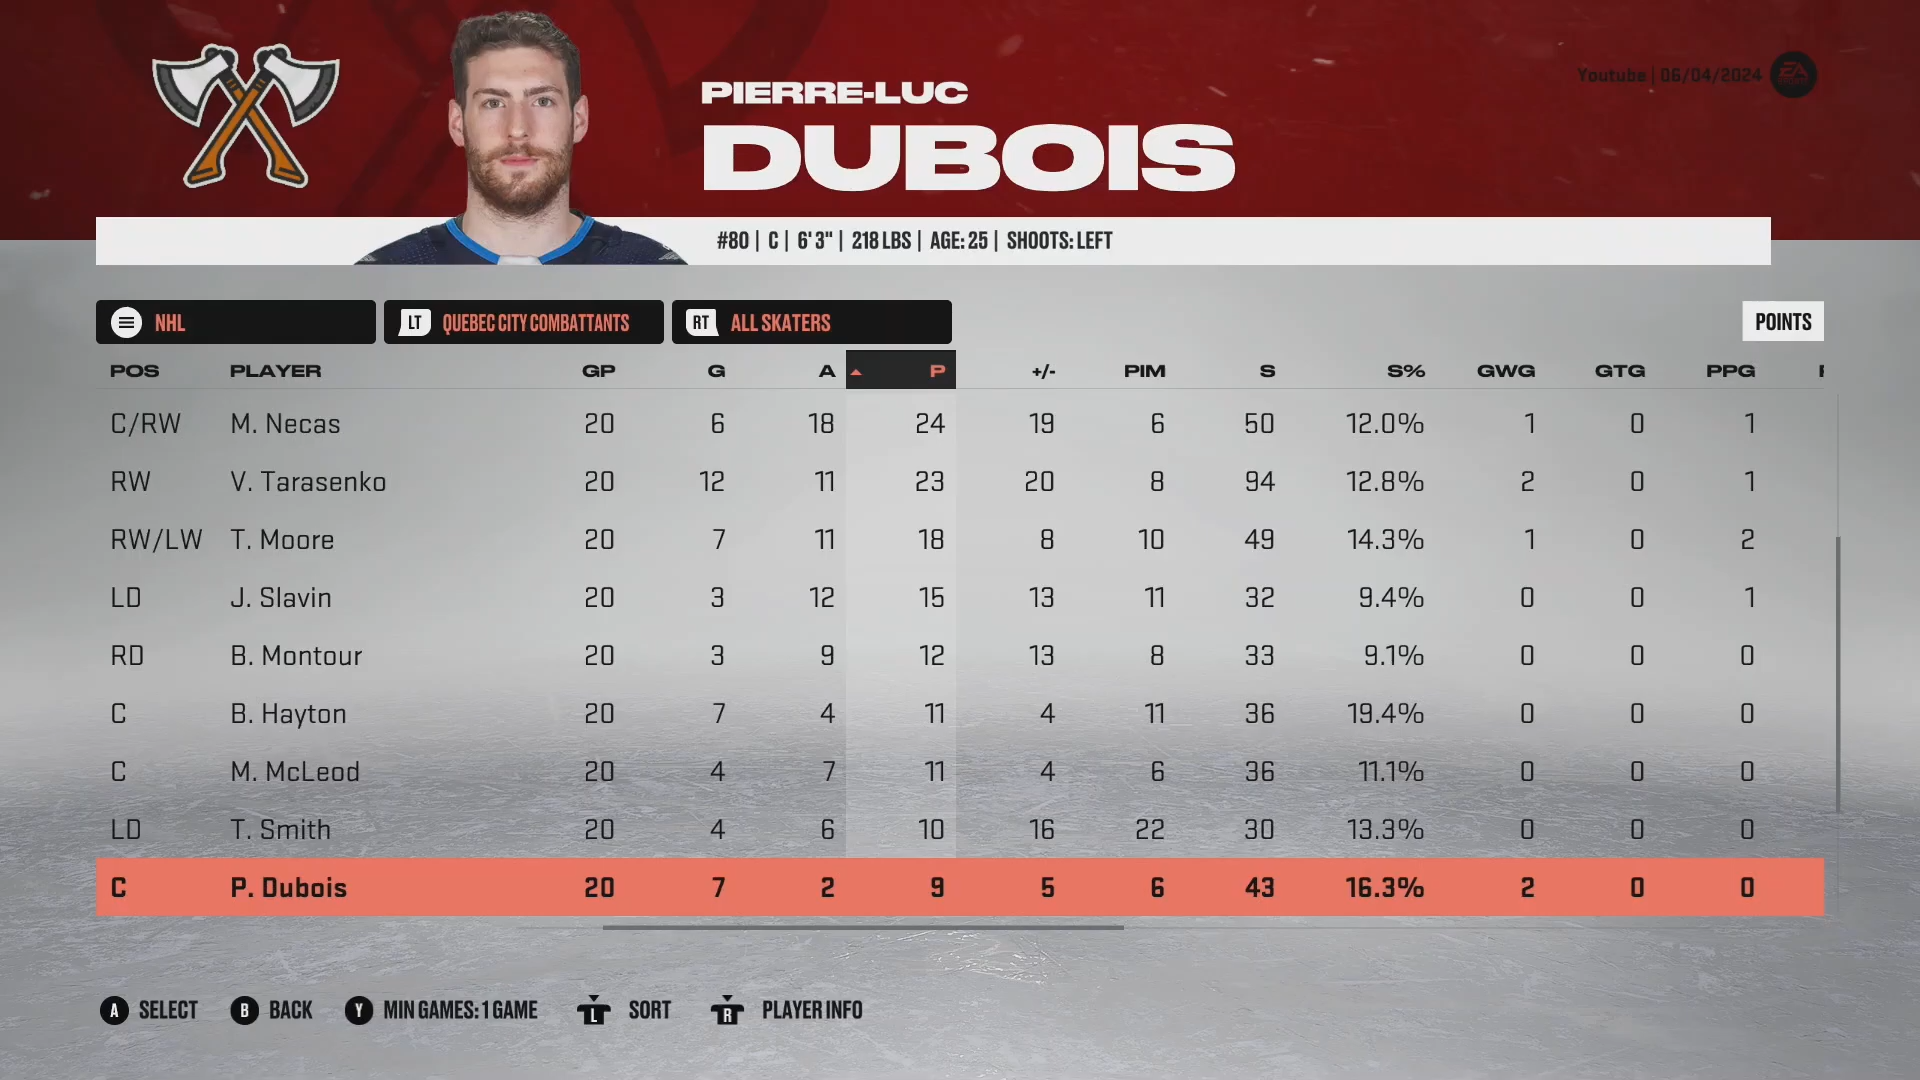 PIERRE-LUC
DUBOIS
Youtube | 06/04/2024
EA
#80 | C | 6' 3" | 218 LBS | AGE: 25 | SHOOTS: LEFT
NHL
LT QUEBEC CITY COMBATTANTS
RT ALL SKATERS
POINTS
POS PLAYER GP G A P +/- PIM S S% GWG GTG PPG
C/RW M. Necas 20 6 18 24 19 6 50 12.0% 1 0 1
RW V. Tarasenko 20 12 11 23 20 8 94 12.8% 2 0 1
RW/LW T. Moore 20 7 11 18 8 10 49 14.3% 1 0 2
LD J. Slavin 20 3 12 15 13 11 32 9.4% 0 0 1
RD B. Montour 20 3 9 12 13 8 33 9.1% 0 0 0
C B. Hayton 20 7 4 11 4 11 36 19.4% 0 0 0
C M. McLeod 20 4 7 11 4 6 36 11.1% 0 0 0
LD T. Smith 20 4 6 10 16 22 30 13.3% 0 0 0
C P. Dubois 20 7 2 9 5 6 43 16.3% 2 0 0
A SELECT B BACK Y MIN GAMES: 1 GAME L SORT R PLAYER INFO